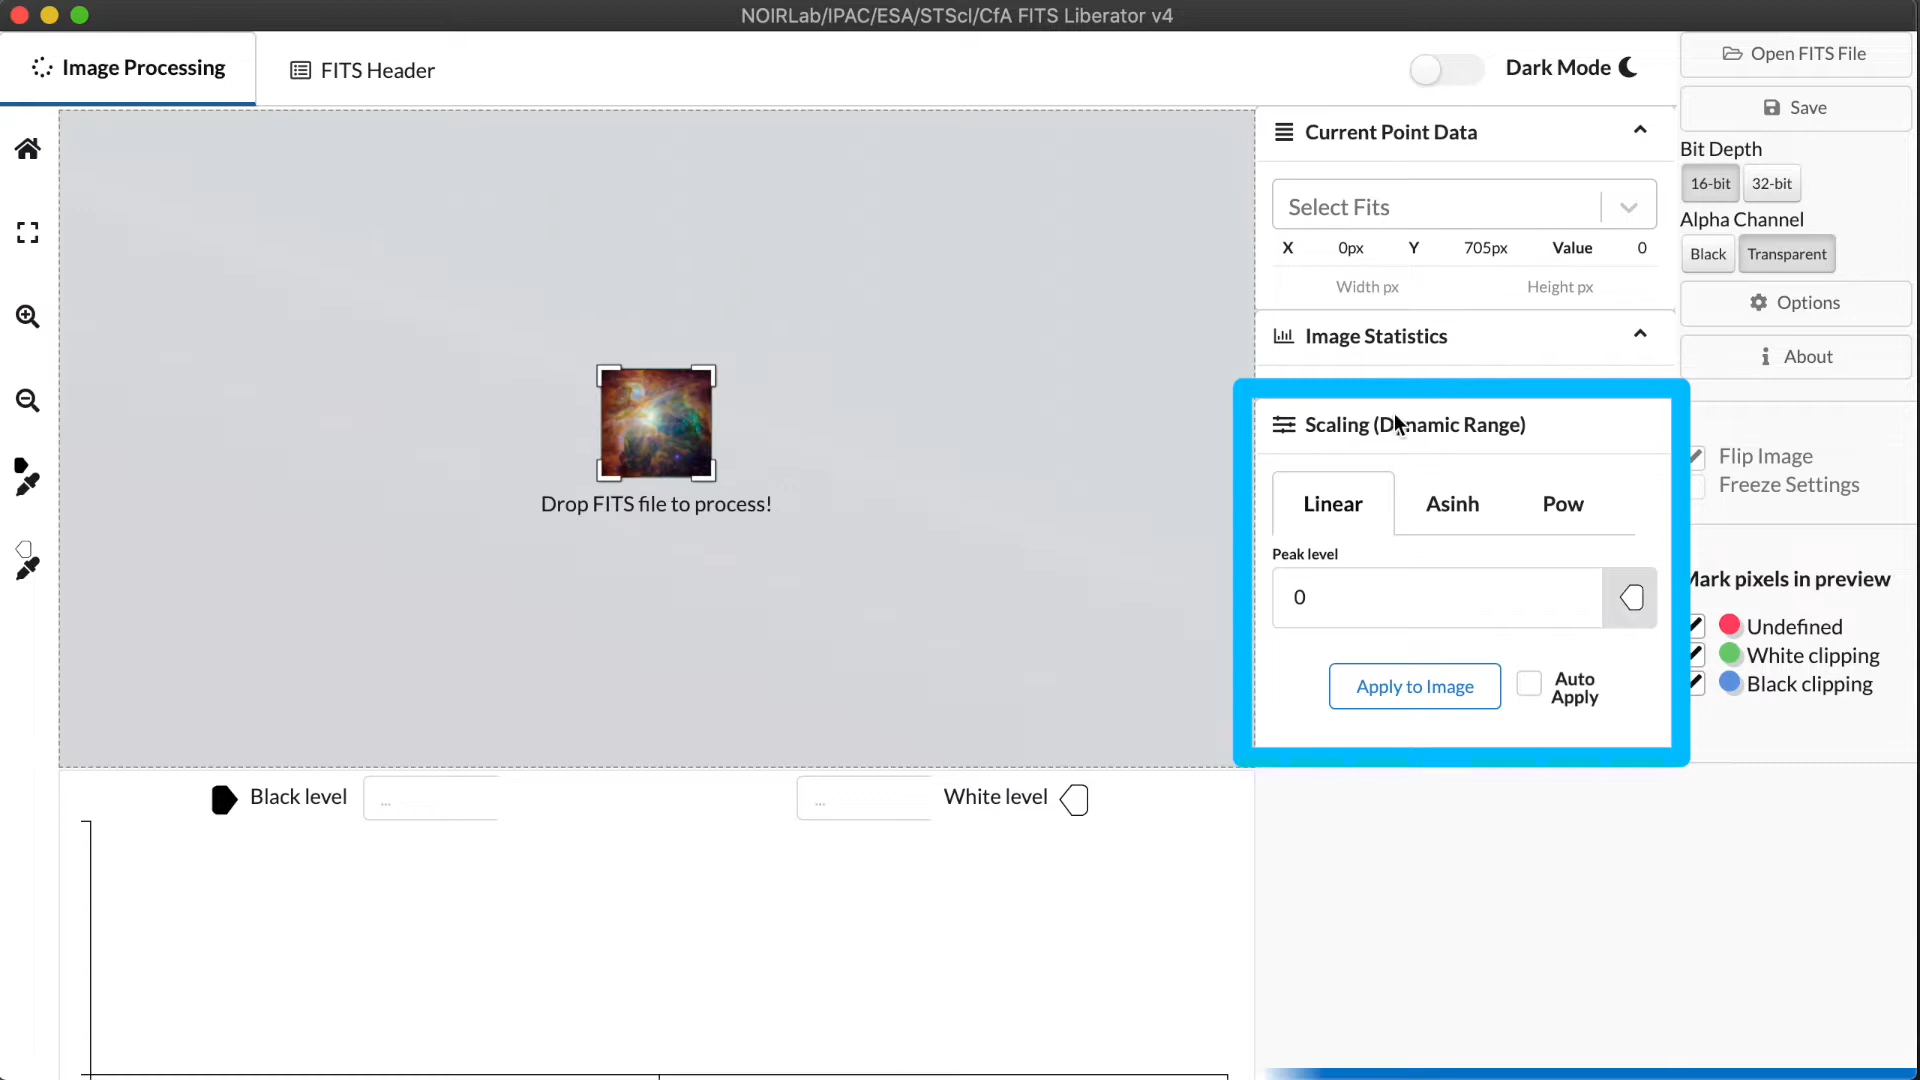 NOIRLab/IPAC/ESA/STScI/CfA FITS Liberator v4
Image Processing
FITS Header
Dark Mode
Open FITS File
Save
Bit Depth
16-bit 32-bit
Alpha Channel
Black Transparent
Options
About
Current Point Data
Select Fits
X 0px Y 705px Value 0
Width px Height px
Image Statistics
Scaling (Dynamic Range)
Linear Asinh Pow
Peak level
0
Apply to Image
Auto
Apply
Flip Image
Freeze Settings
Mark pixels in preview
Undefined
White clipping
Black clipping
Drop FITS file to process!
Black level ...
... White level